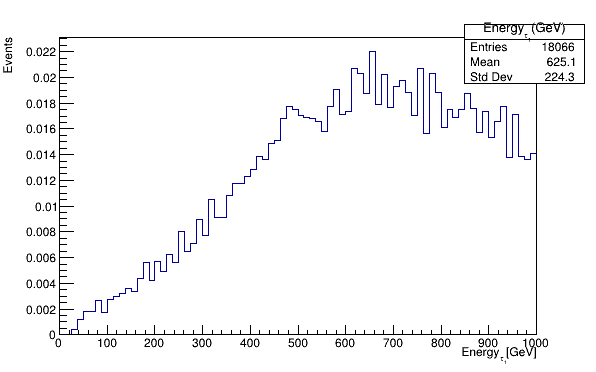 Energy_τ₁(GeV)
Entries 18066
Mean 625.1
Std Dev 224.3
Events
0.022
0.02
0.018
0.016
0.014
0.012
0.01
0.008
0.006
0.004
0.002
0
0 100 200 300 400 500 600 700 800 900 1000
Energy_τ₁[GeV]